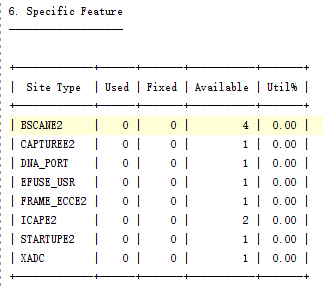 6. Specific Feature
-------------------

+-------------+------+-------+-----------+-------+
|  Site Type  | Used | Fixed | Available | Util% |
+-------------+------+-------+-----------+-------+
| BSCANE2     |    0 |     0 |         4 |  0.00 |
| CAPTUREE2   |    0 |     0 |         1 |  0.00 |
| DNA_PORT    |    0 |     0 |         1 |  0.00 |
| EFUSE_USR   |    0 |     0 |         1 |  0.00 |
| FRAME_ECCE2 |    0 |     0 |         1 |  0.00 |
| ICAPE2      |    0 |     0 |         2 |  0.00 |
| STARTUPE2   |    0 |     0 |         1 |  0.00 |
| XADC        |    0 |     0 |         1 |  0.00 |
+-------------+------+-------+-----------+-------+